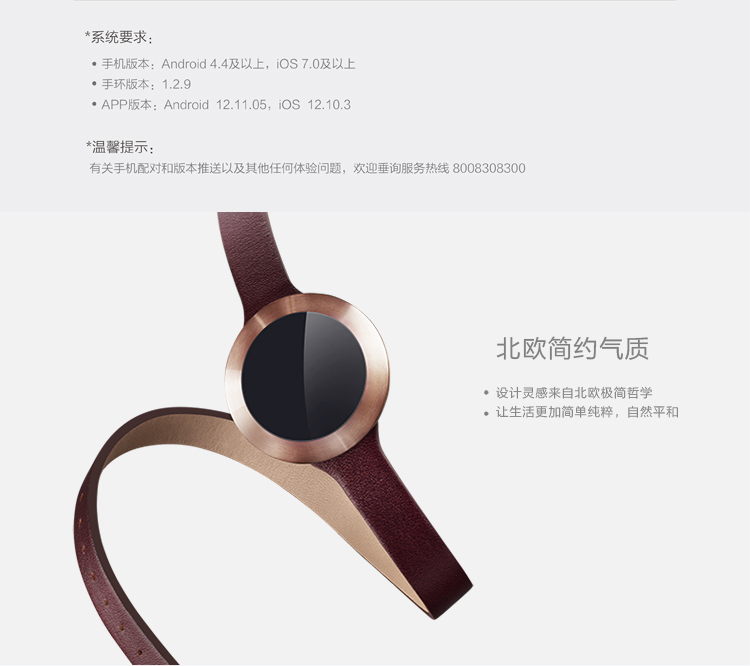 *系统要求：
• 手机版本：Android 4.4及以上，iOS 7.0及以上
• 手环版本：1.2.9
• APP版本：Android 12.11.05，iOS 12.10.3
*温馨提示：
有关手机配对和版本推送以及其他任何体验问题，欢迎垂询服务热线 8008308300
北欧简约气质
• 设计灵感来自北欧极简哲学
• 让生活更加简单纯粹，自然平和